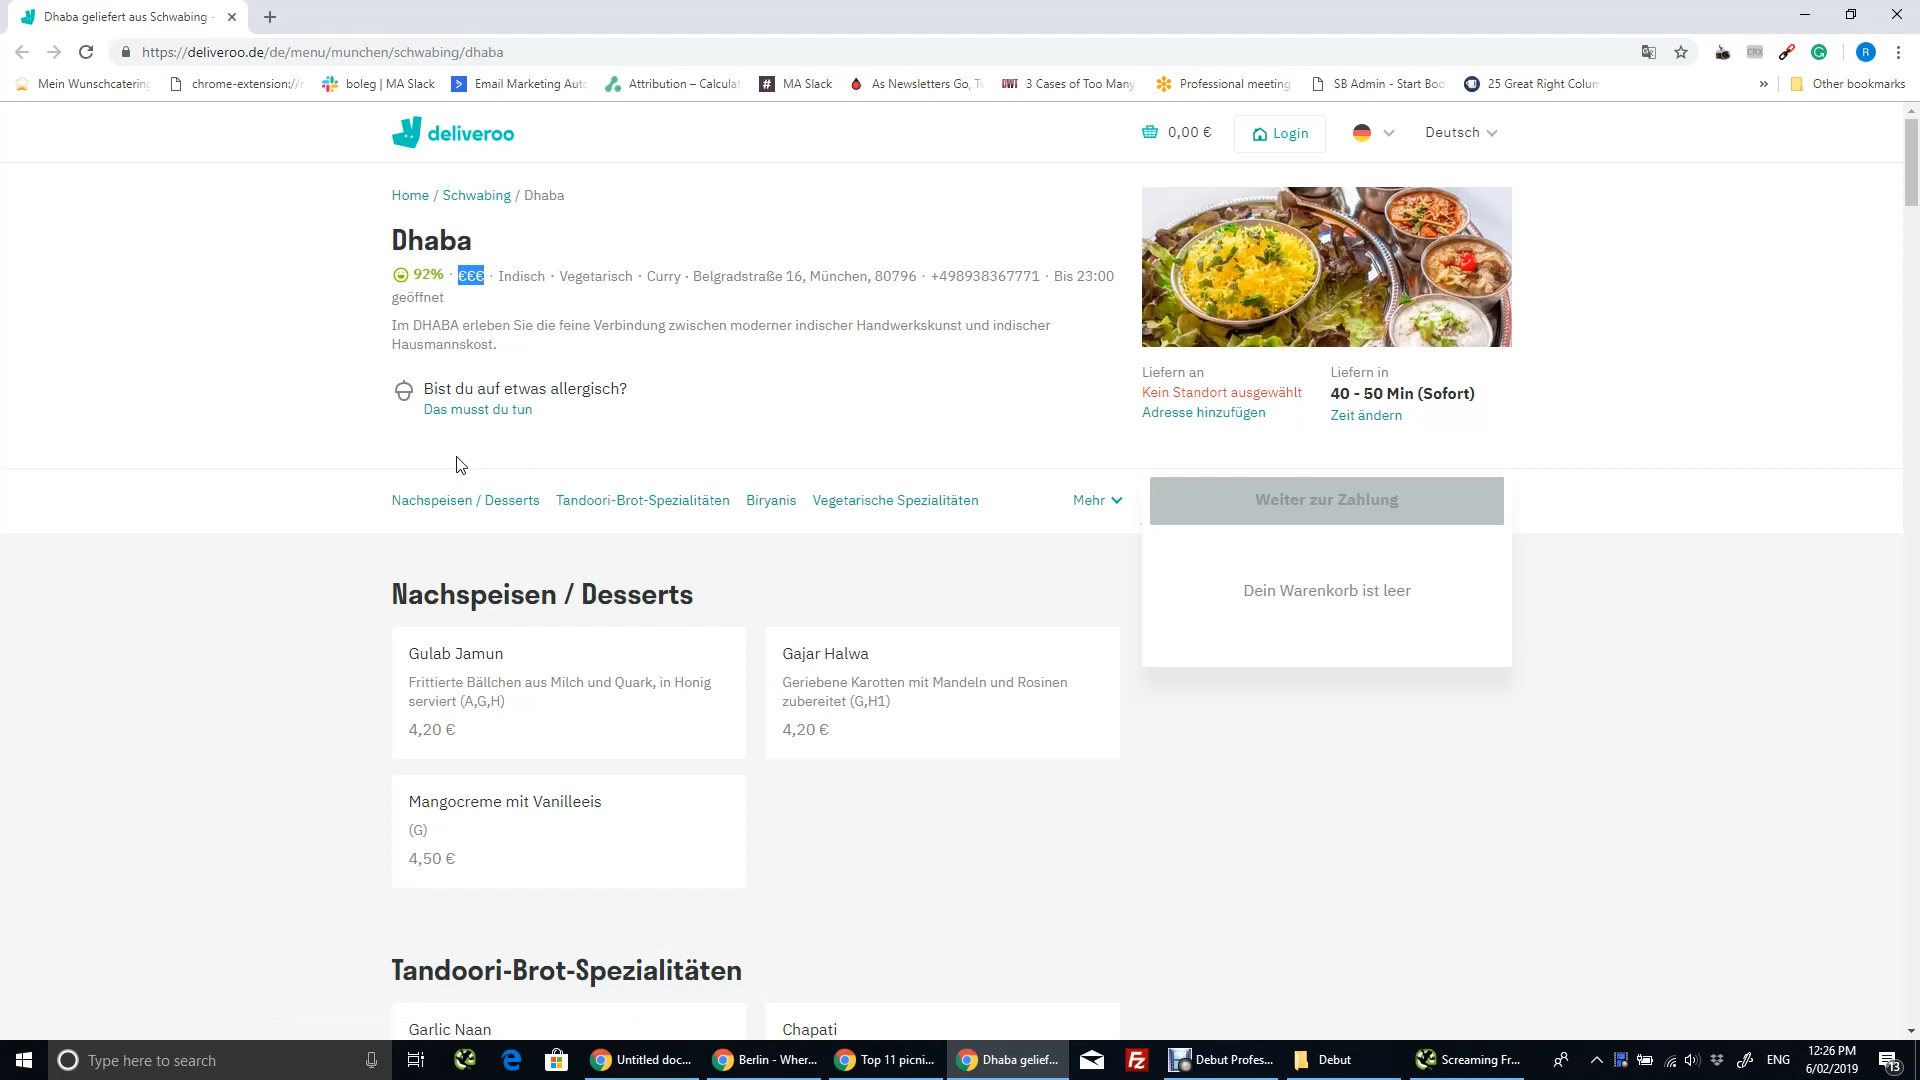 Dhaba geliefert aus Schwabing -
https://deliveroo.de/de/menu/munchen/schwabing/dhaba
CRX
R
Mein Wunschcatering
chrome-extension://r
boleg | MA Slack
Email Marketing Auto
Attribution – Calculat
MA Slack
As Newsletters Go, Tw
DWT 3 Cases of Too Many
Professional meeting
SB Admin - Start Boo
25 Great Right Colum
»
Other bookmarks
deliveroo
0,00 €
Login
Deutsch
Home / Schwabing / Dhaba
Dhaba
92% · €€€ · Indisch · Vegetarisch · Curry · Belgradstraße 16, München, 80796 · +498938367771 · Bis 23:00
geöffnet
Im DHABA erleben Sie die feine Verbindung zwischen moderner indischer Handwerkskunst und indischer
Hausmannskost.
Bist du auf etwas allergisch?
Das musst du tun
Liefern an
Kein Standort ausgewählt
Adresse hinzufügen
Liefern in
40 - 50 Min (Sofort)
Zeit ändern
Nachspeisen / Desserts
Tandoori-Brot-Spezialitäten
Biryanis
Vegetarische Spezialitäten
Mehr
Weiter zur Zahlung
Dein Warenkorb ist leer
Nachspeisen / Desserts
Gulab Jamun
Frittierte Bällchen aus Milch und Quark, in Honig
serviert (A,G,H)
4,20 €
Gajar Halwa
Geriebene Karotten mit Mandeln und Rosinen
zubereitet (G,H1)
4,20 €
Mangocreme mit Vanilleeis
(G)
4,50 €
Tandoori-Brot-Spezialitäten
Garlic Naan
Chapati
Type here to search
Untitled doc...
Berlin - Wher...
Top 11 picni...
Dhaba gelief...
Debut Profes...
Debut
Screaming Fr...
ENG
12:26 PM
6/02/2019
13